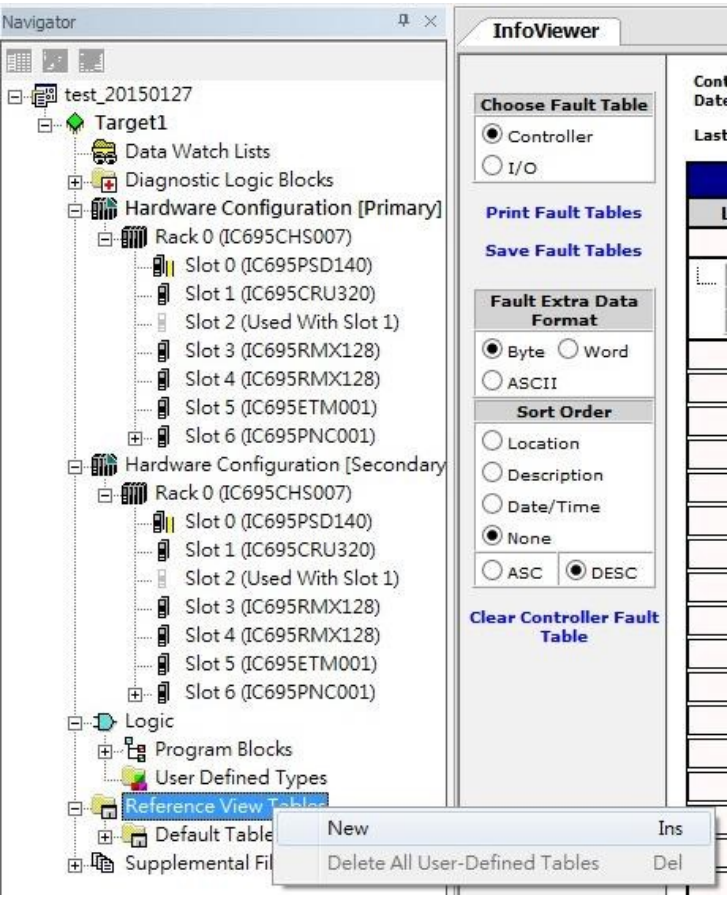 Navigator
test_20150127
Target1
Data Watch Lists
Diagnostic Logic Blocks
Hardware Configuration [Primary]
Rack 0 (IC695CHS007)
Slot 0 (IC695PSD140)
Slot 1 (IC695CRU320)
Slot 2 (Used With Slot 1)
Slot 3 (IC695RMX128)
Slot 4 (IC695RMX128)
Slot 5 (IC695ETM001)
Slot 6 (IC695PNC001)
Hardware Configuration [Secondary
Rack 0 (IC695CHS007)
Slot 0 (IC695PSD140)
Slot 1 (IC695CRU320)
Slot 2 (Used With Slot 1)
Slot 3 (IC695RMX128)
Slot 4 (IC695RMX128)
Slot 5 (IC695ETM001)
Slot 6 (IC695PNC001)
Logic
Program Blocks
User Defined Types
Reference View Tables
Default Table
Supplemental Fil
New Ins
Delete All User-Defined Tables Del
InfoViewer
Choose Fault Table
Controller
I/O
Print Fault Tables
Save Fault Tables
Fault Extra Data
Format
Byte Word
ASCII
Sort Order
Location
Description
Date/Time
None
ASC DESC
Clear Controller Fault
Table
Cont
Date
Last
L